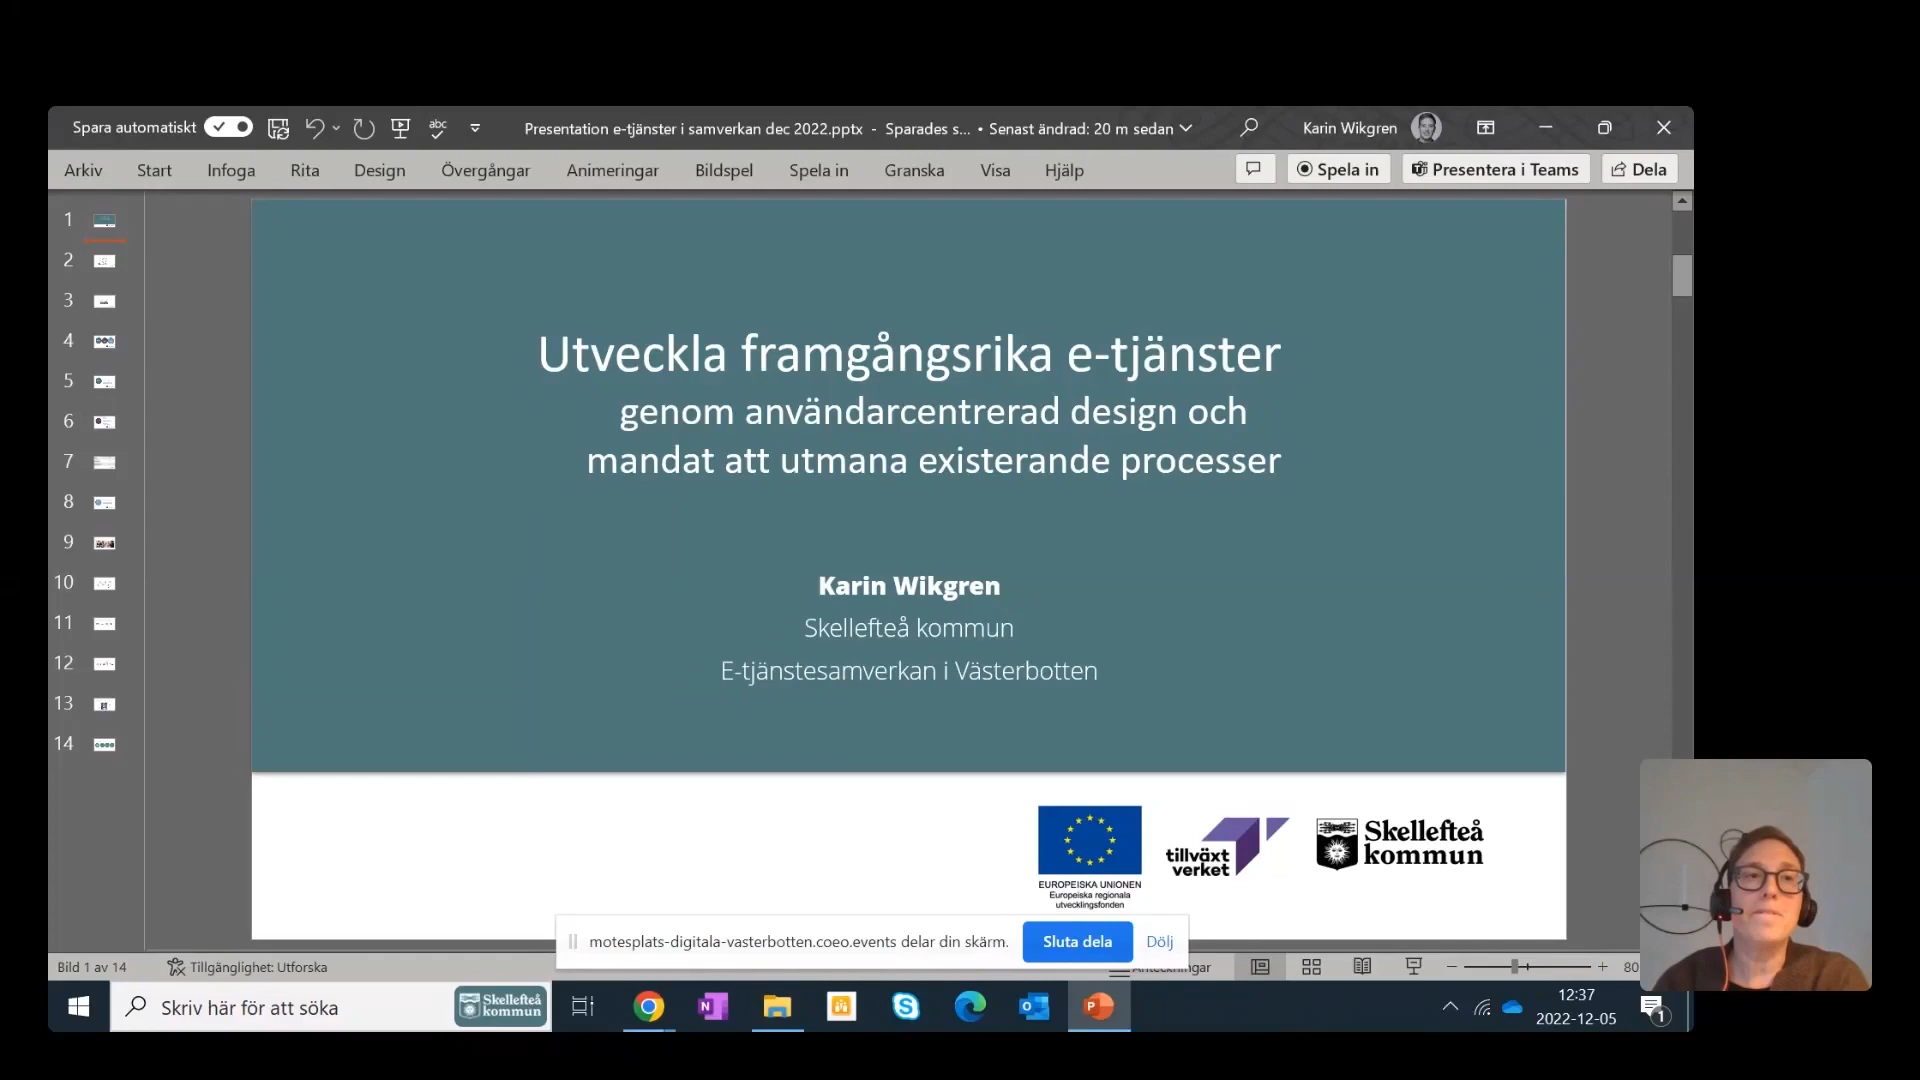 Spara automatiskt
abc
Presentation e-tjänster i samverkan dec 2022.pptx - Sparades s... • Senast ändrad: 20 m sedan
Karin Wikgren
Arkiv Start Infoga Rita Design Övergångar Animeringar Bildspel Spela in Granska Visa Hjälp
Spela in
Presentera i Teams
Dela
1
2
3
4
5
6
7
8
9
10
11
12
13
14
Utveckla framgångsrika e-tjänster
genom användarcentrerad design och
mandat att utmana existerande processer
Karin Wikgren
Skellefteå kommun
E-tjänstesamverkan i Västerbotten
EUROPEISKA UNIONEN
Europeiska regionala
utvecklingsfonden
tillväxt
verket
Skellefteå
kommun
motesplats-digitala-vasterbotten.coeo.events delar din skärm.
Sluta dela
Dölj
Bild 1 av 14
Tillgänglighet: Utforska
Anteckningar
80
Skriv här för att söka
Skellefteå
kommun
12:37
2022-12-05
1